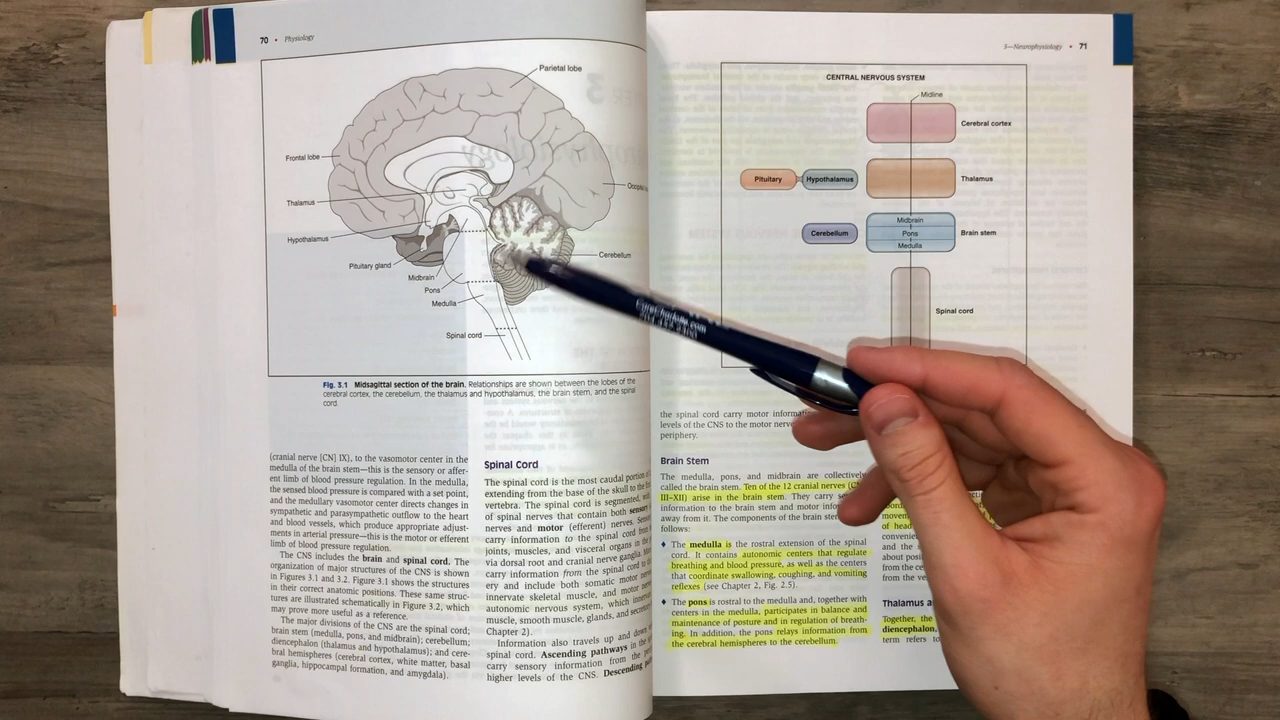 70 • Physiology
Parietal lobe
Frontal lobe
Thalamus
Hypothalamus
Pituitary gland
Midbrain
Pons
Medulla
Spinal cord
Cerebellum
Fig. 3.1 Midsagittal section of the brain. Relationships are shown between the lobes of the
cerebral cortex, the cerebellum, the thalamus and hypothalamus, the brain stem, and the spinal
cord.
(cranial nerve [CN] IX), to the vasomotor center in the
medulla of the brain stem—this is the sensory or affer-
ent limb of blood pressure regulation. In the medulla,
the sensed blood pressure is compared with a set point,
and the medullary vasomotor center directs changes in
sympathetic and parasympathetic outflow to the heart
and blood vessels, which produce appropriate adjust-
ments in arterial pressure—this is the motor or efferent
limb of blood pressure regulation.
The CNS includes the brain and spinal cord. The
organization of major structures of the CNS is shown
in Figures 3.1 and 3.2. Figure 3.1 shows the structures
in their correct anatomic positions. These same struc-
tures are illustrated schematically in Figure 3.2, which
may prove more useful as a reference.
The major divisions of the CNS are the spinal cord;
brain stem (medulla, pons, and midbrain); cerebellum;
diencephalon (thalamus and hypothalamus); and cere-
bral hemispheres (cerebral cortex, white matter, basal
ganglia, hippocampal formation, and amygdala).
Spinal Cord
The spinal cord is the most caudal portion
extending from the base of the skull to the
vertebra. The spinal cord is segmented,
of spinal nerves that contain both sensory
nerves and motor (efferent) nerves.
carry information to the spinal cord
joints, muscles, and visceral organs in the
via dorsal root and cranial nerve ganglia.
carry information from the spinal cord to
ery and include both somatic motor
innervate skeletal muscle, and motor
autonomic nervous system, which
muscle, smooth muscle, glands, and
Chapter 2).
Information also travels up and down
spinal cord. Ascending pathways in the
carry sensory information from the
higher levels of the CNS. Descending
3—Neurophysiology • 71
CENTRAL NERVOUS SYSTEM
Midline
Cerebral cortex
Pituitary Hypothalamus Thalamus
Midbrain
Cerebellum Pons Brain stem
Medulla
Spinal cord
the spinal cord carry motor
levels of the CNS to the motor
periphery.
Brain Stem
The medulla, pons, and midbrain are collectively
called the brain stem. Ten of the 12 cranial nerves
III–XII) arise in the brain stem. They carry
information to the brain stem and motor
away from it. The components of the brain
follows:
♦ The medulla is the rostral extension of the spinal
cord. It contains autonomic centers that regulate
breathing and blood pressure, as well as the centers
that coordinate swallowing, coughing, and vomiting
reflexes (see Chapter 2, Fig. 2.5).
♦ The pons is rostral to the medulla and, together with
centers in the medulla, participates in balance and
maintenance of posture and in regulation of breath-
ing. In addition, the pons relays information from
the cerebral hemispheres to the cerebellum.
of head
and the
about
from the
from the
Thalamus
Together, the
diencephalon,
term refers